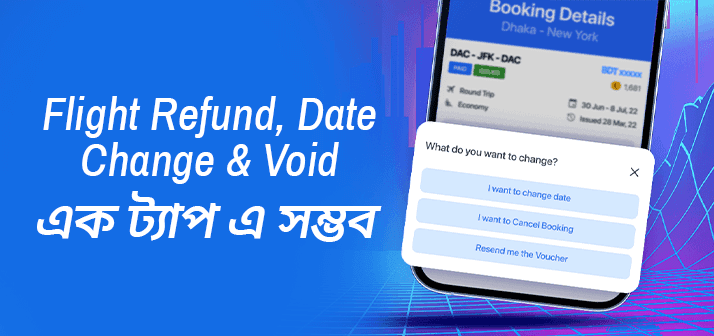 Flight Refund, Date
Change & Void
এক ট্যাপ এ সম্ভব
Booking Details
Dhaka - New York
DAC - JFK - DAC
BDT xxxxx
PAID
ISSUED
1,681
Round Trip
30 Jun - 8 Jul, 22
Economy
Issued 28 Mar, 22
What do you want to change?
I want to change date
I want to Cancel Booking
Resend me the Voucher